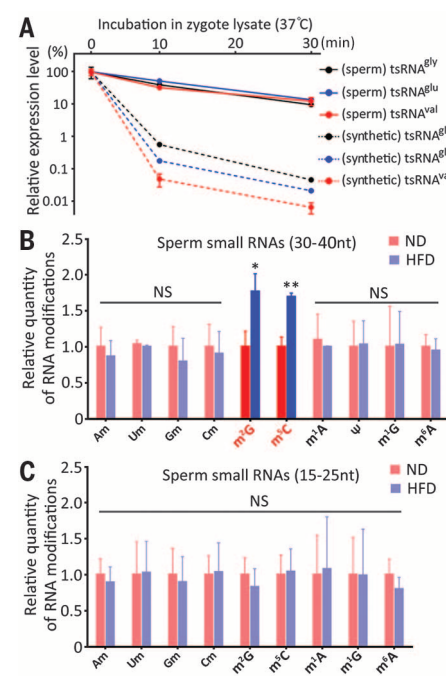 A
Incubation in zygote lysate (37℃)
0 10 20 30 (min)
(%)
100
10
1
0.1
0.01
Relative expression level
(sperm) tsRNAgly
(sperm) tsRNAglu
(sperm) tsRNAval
(synthetic) tsRNAgl
(synthetic) tsRNAgl
(synthetic) tsRNAva
B
Sperm small RNAs (30-40nt)
ND
HFD
2.5
2.0
1.5
1.0
0.5
0
Relative quantity
of RNA modifications
NS
*
**
NS
Am Um Gm Cm m²G m⁵C m¹A Ψ m¹G m⁶A
C
Sperm small RNAs (15-25nt)
ND
HFD
2.5
2.0
1.5
1.0
0.5
0
Relative quantity
of RNA modifications
NS
Am Um Gm Cm m²G m⁵C m¹A m¹G m⁶A